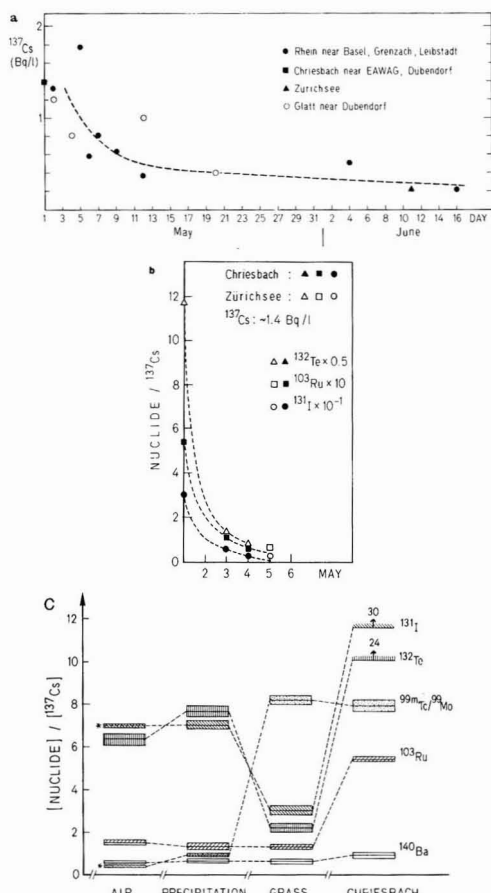 a
2
¹³⁷Cs
(Bq/l)
1
● Rhein near Basel, Grenzach, Leibstadt
■ Chriesbach near EAWAG, Dübendorf
▲ Zürichsee
○ Glatt near Dübendorf
1 3 5 7 9 11 13 15 17 19 21 23 25 27 29 31 2 4 6 8 10 12 14 16 DAY
May June
b
Chriesbach : ▲ ■ ●
Zürichsee : △ □ ○
¹³⁷Cs : ~1.4 Bq/l
△ ▲ ¹³²Te × 0.5
□ ■ ¹⁰³Ru × 10
○ ● ¹³¹I × 10⁻¹
NUCLIDE / ¹³⁷Cs
12
10
8
6
4
2
0
2 3 4 5 6 MAY
C
[NUCLIDE] / [¹³⁷Cs]
12
10
8
6
4
2
0
30
¹³¹I
24
¹³²Te
⁹⁹ᵐTc/⁹⁹Mo
¹⁰³Ru
¹⁴⁰Ba
*
*
AIR PRECIPITATION GRASS CHRIESBACH